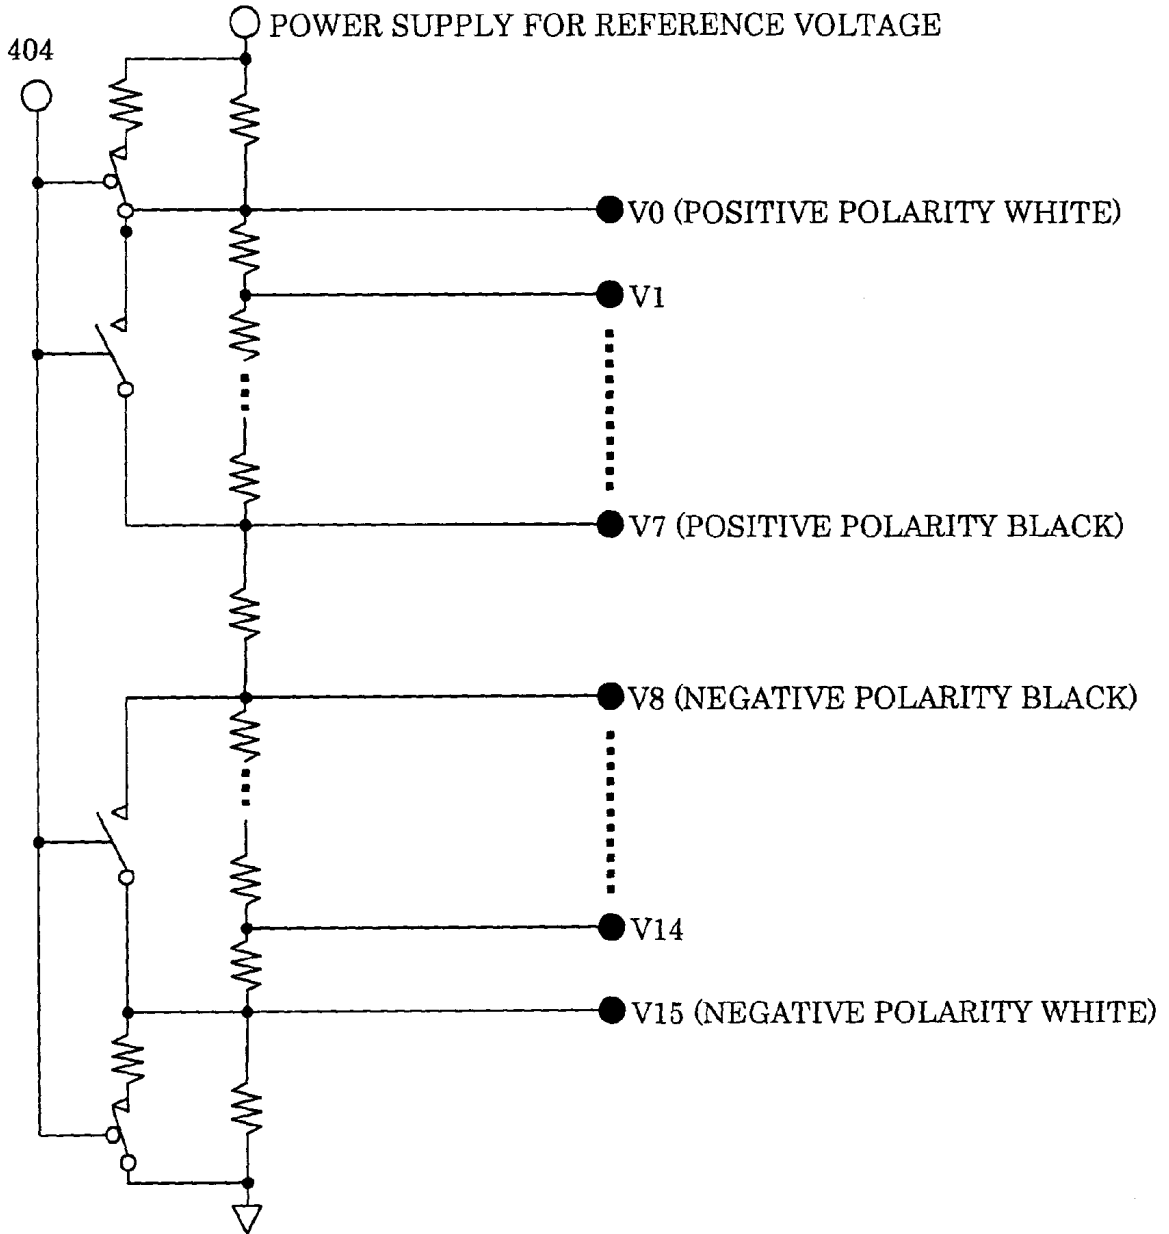 POWER SUPPLY FOR REFERENCE VOLTAGE
404
V0 (POSITIVE POLARITY WHITE)
V1
V7 (POSITIVE POLARITY BLACK)
V8 (NEGATIVE POLARITY BLACK)
V14
V15 (NEGATIVE POLARITY WHITE)